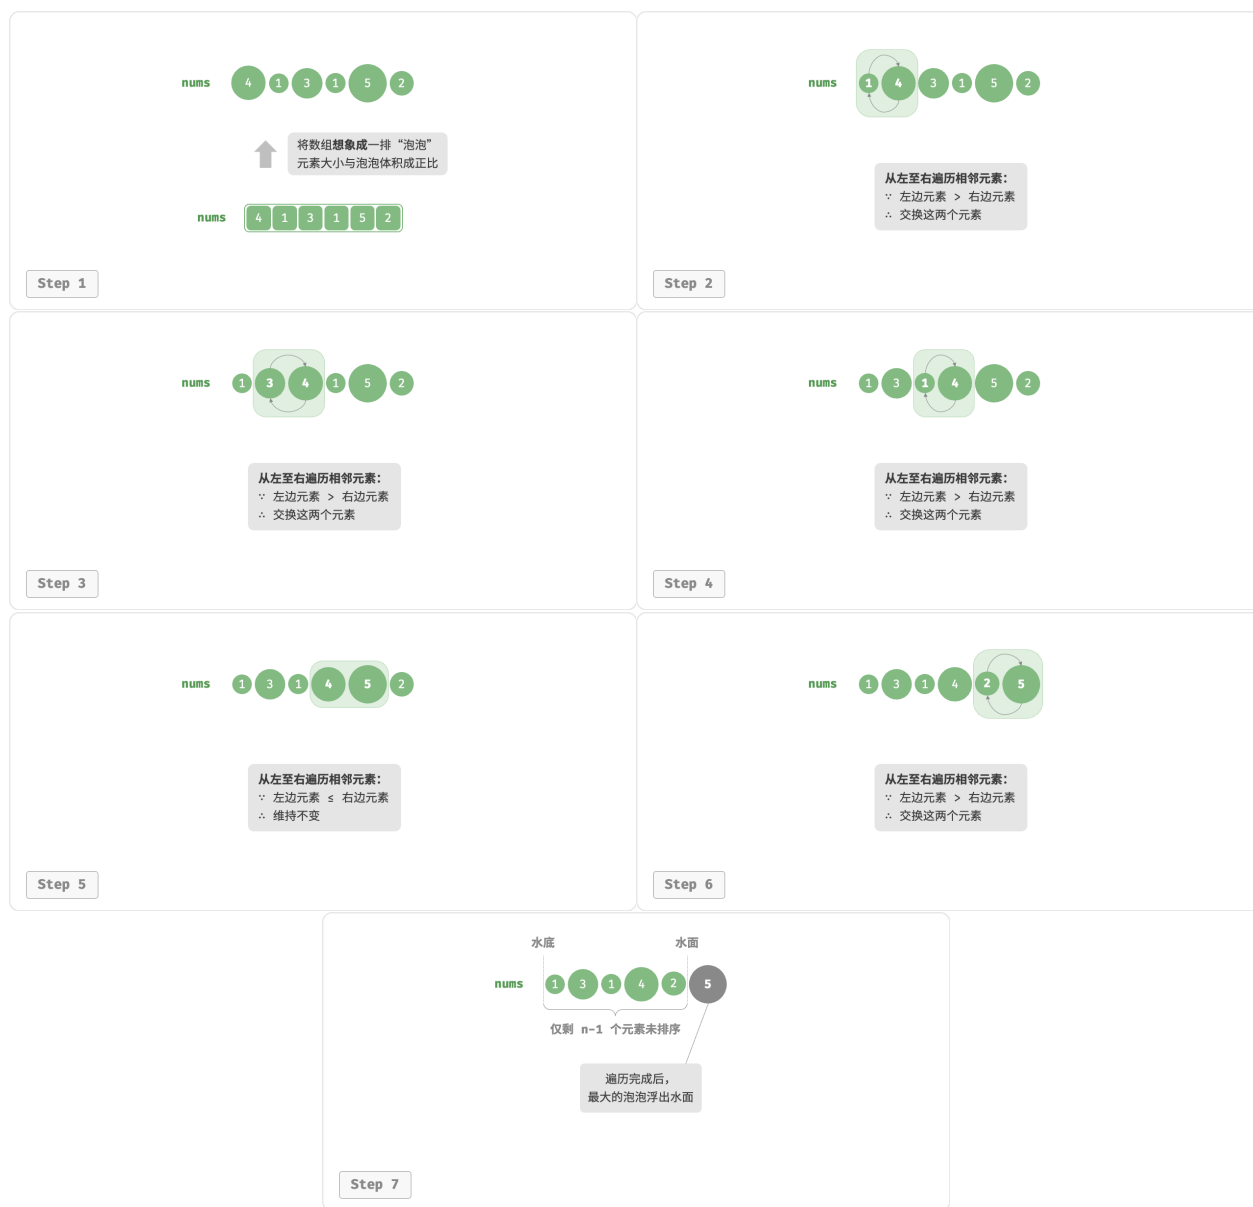 nums 4 1 3 1 5 2
将数组想象成一排“泡泡”
元素大小与泡泡体积成正比
nums 4 1 3 1 5 2
Step 1
nums 1 4 3 1 5 2
从左至右遍历相邻元素：
∵ 左边元素 > 右边元素
∴ 交换这两个元素
Step 2
nums 1 3 4 1 5 2
从左至右遍历相邻元素：
∵ 左边元素 > 右边元素
∴ 交换这两个元素
Step 3
nums 1 3 1 4 5 2
从左至右遍历相邻元素：
∵ 左边元素 > 右边元素
∴ 交换这两个元素
Step 4
nums 1 3 1 4 5 2
从左至右遍历相邻元素：
∵ 左边元素 ≤ 右边元素
∴ 维持不变
Step 5
nums 1 3 1 4 2 5
从左至右遍历相邻元素：
∵ 左边元素 > 右边元素
∴ 交换这两个元素
Step 6
水底 水面
nums 1 3 1 4 2 5
仅剩 n-1 个元素未排序
遍历完成后，
最大的泡泡浮出水面
Step 7